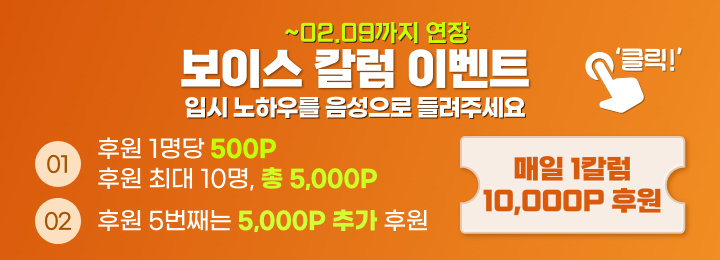 ~02.09까지 연장
보이스 칼럼 이벤트
입시 노하우를 음성으로 들려주세요
‘클릭!’
01
후원 1명당 500P
후원 최대 10명, 총 5,000P
02
후원 5번째는 5,000P 추가 후원
매일 1칼럼
10,000P 후원